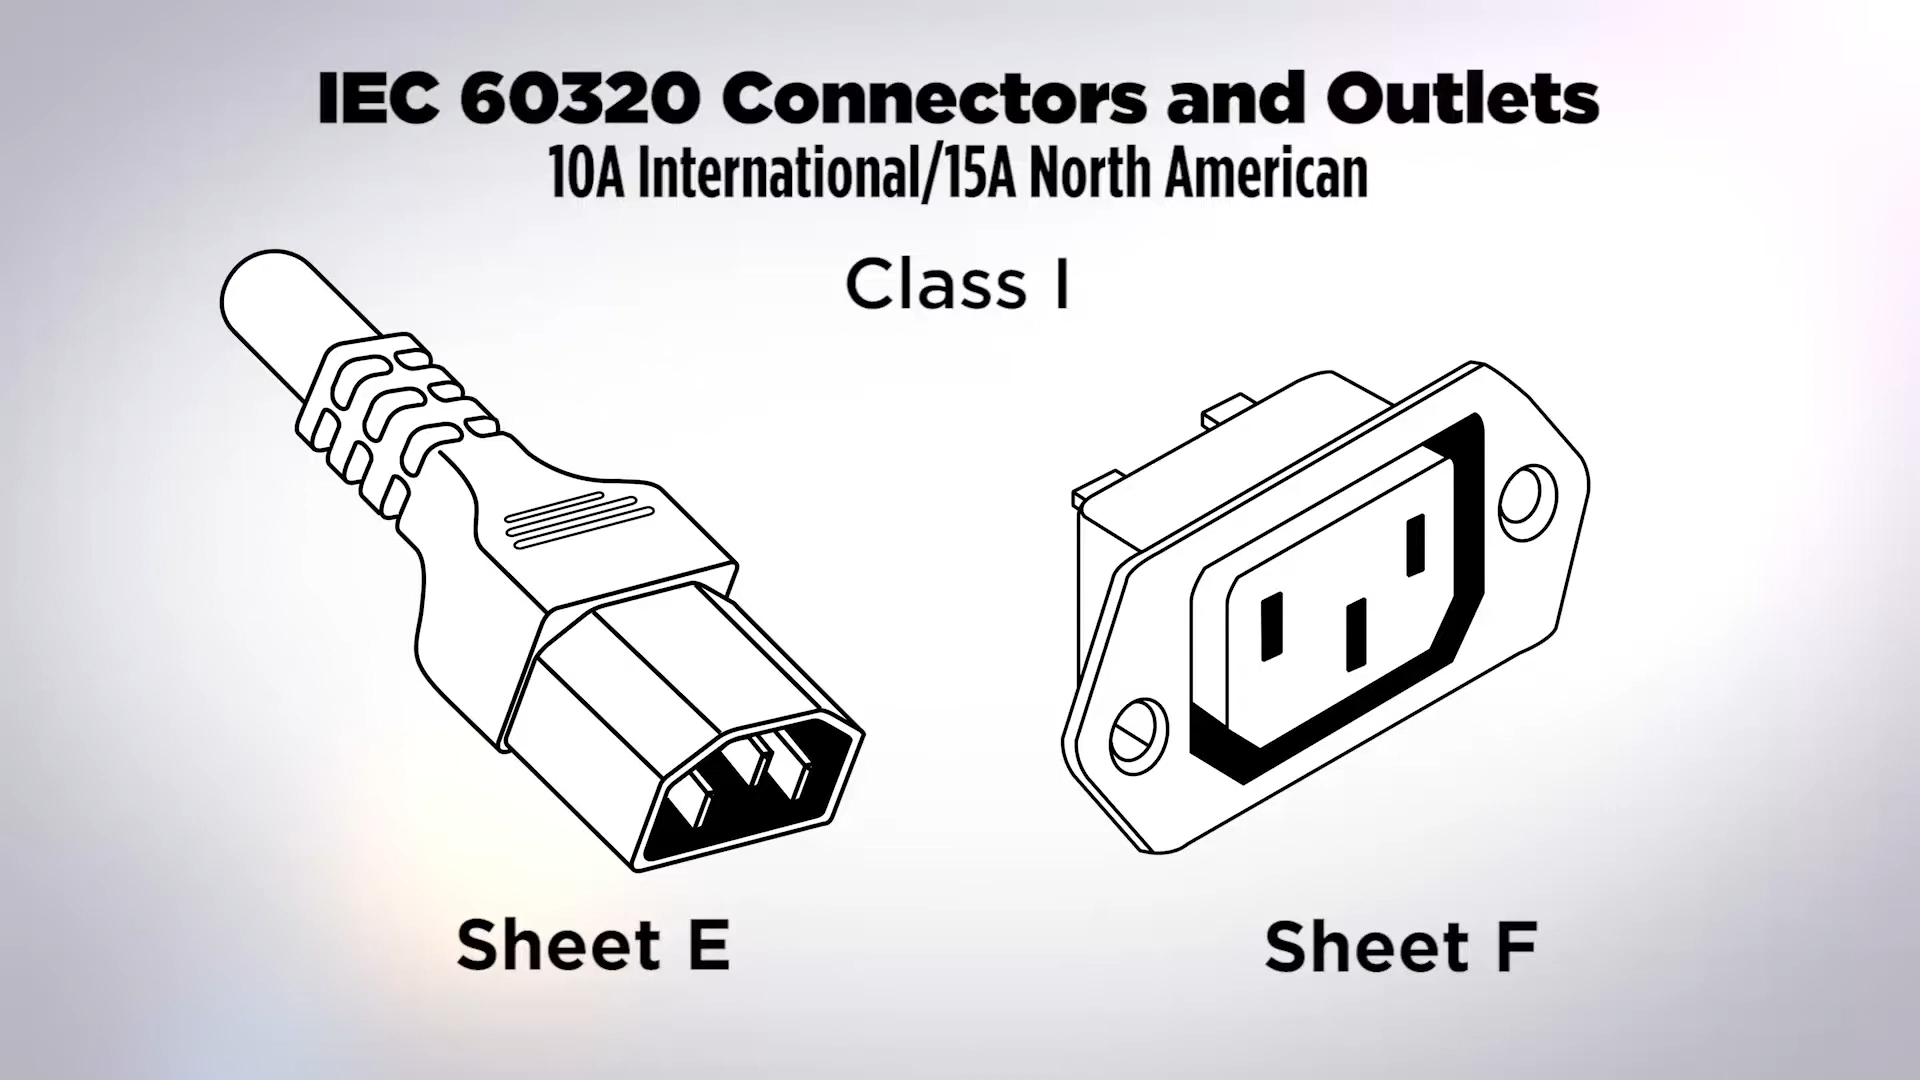 IEC 60320 Connectors and Outlets
10A International/15A North American
Class I
Sheet E
Sheet F